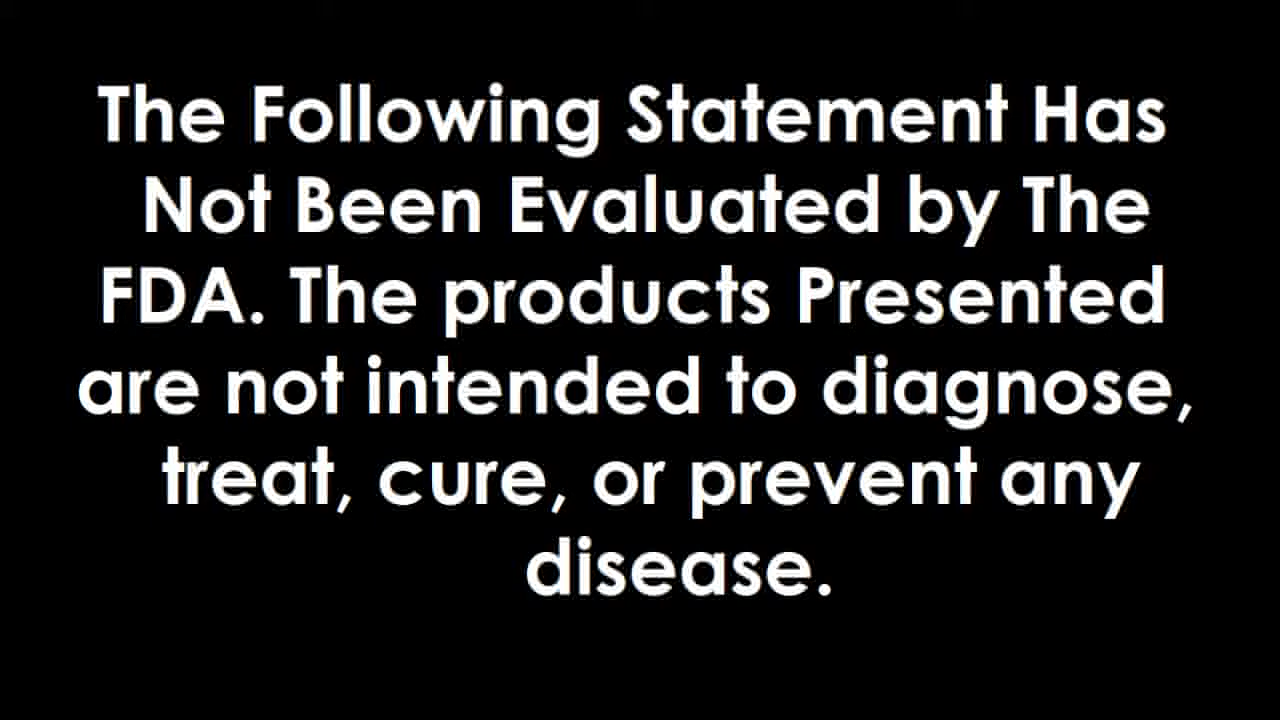 The Following Statement Has
Not Been Evaluated by The
FDA. The products Presented
are not intended to diagnose,
treat, cure, or prevent any
disease.